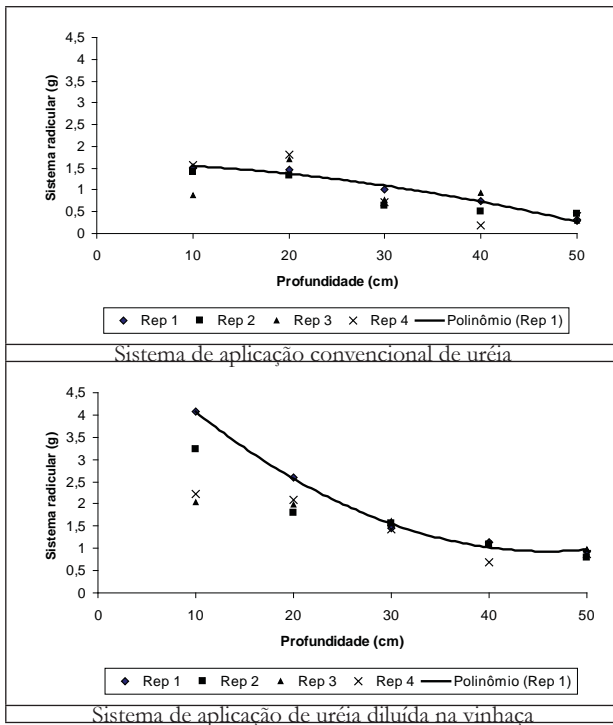 4,5
4
3,5
3
2,5
2
1,5
1
0,5
0
Sistema radicular (g)
0 10 20 30 40 50
Profundidade (cm)
Rep 1 Rep 2 Rep 3 Rep 4 Polinômio (Rep 1)
Sistema de aplicação convencional de uréia
4,5
4
3,5
3
2,5
2
1,5
1
0,5
0
Sistema radicular (g)
0 10 20 30 40 50
Profundidade (cm)
Rep 1 Rep 2 Rep 3 Rep 4 Polinômio (Rep 1)
Sistema de aplicação de uréia diluída na vinhaça